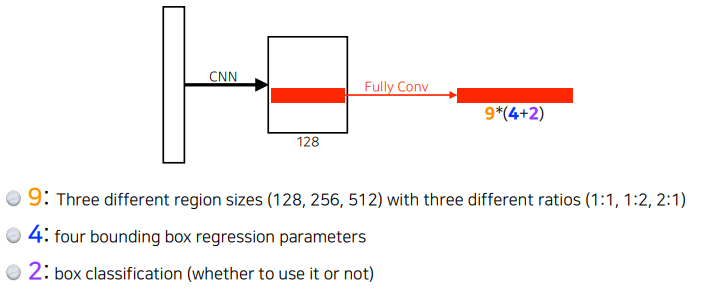 CNN
Fully Conv
9*(4+2)
128
9: Three different region sizes (128, 256, 512) with three different ratios (1:1, 1:2, 2:1)
4: four bounding box regression parameters
2: box classification (whether to use it or not)